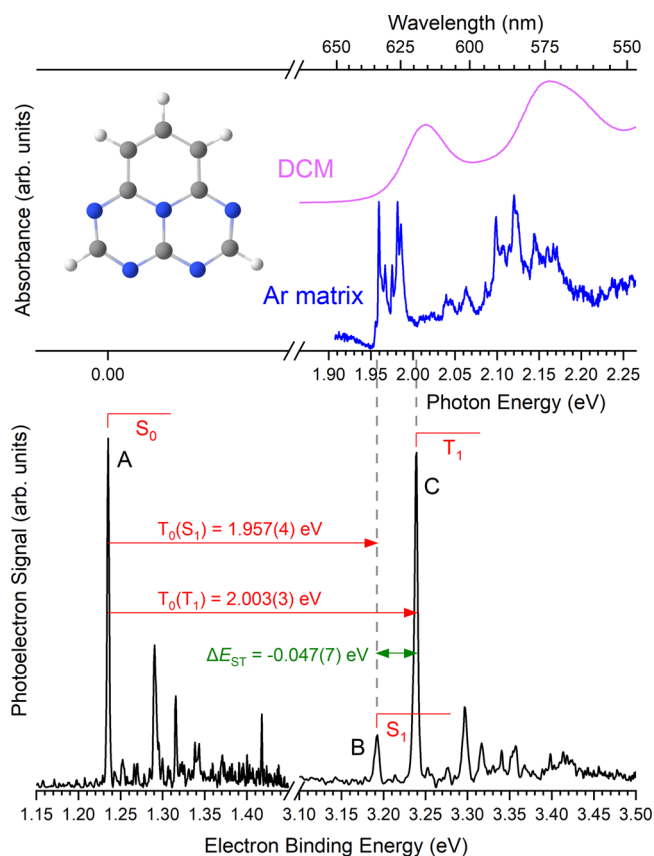 Wavelength (nm)
650 625 600 575 550
Absorbance (arb. units)
DCM
Ar matrix
0.00 1.90 1.95 2.00 2.05 2.10 2.15 2.20 2.25
Photon Energy (eV)
Photoelectron Signal (arb. units)
S₀
A
T₁
C
T₀(S₁) = 1.957(4) eV
T₀(T₁) = 2.003(3) eV
ΔE_ST = -0.047(7) eV
S₁
B
1.15 1.20 1.25 1.30 1.35 1.40 3.10 3.15 3.20 3.25 3.30 3.35 3.40 3.45 3.50
Electron Binding Energy (eV)